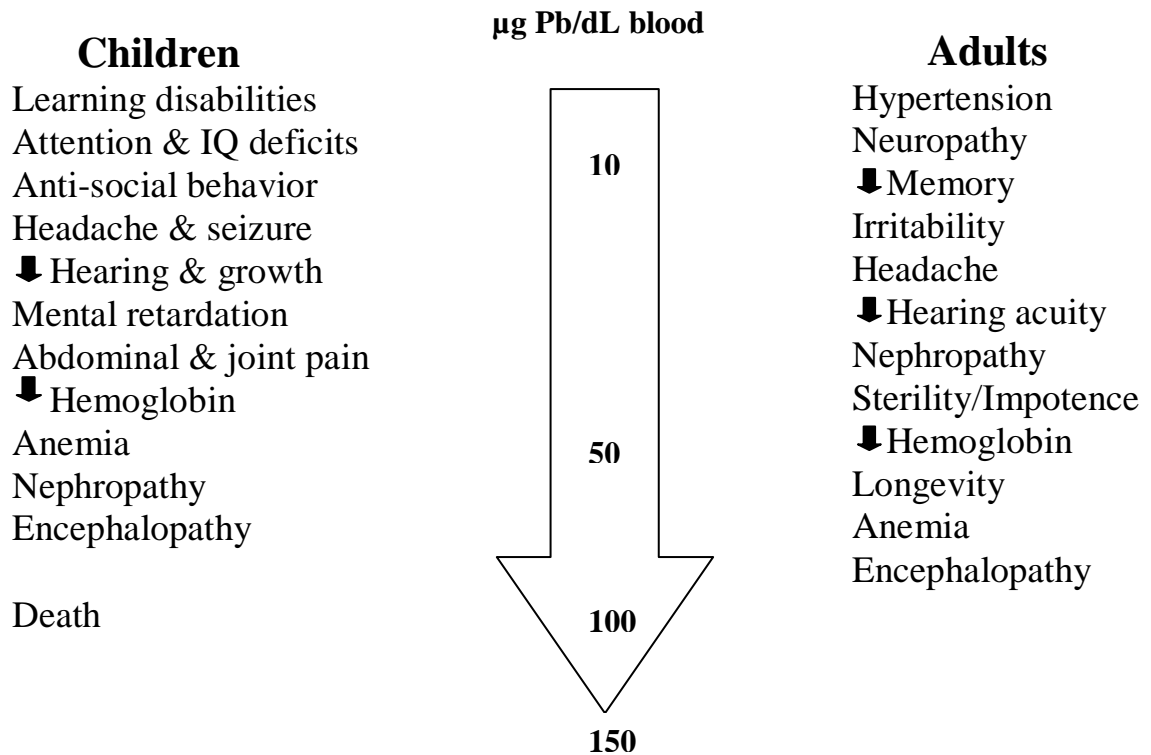 µg Pb/dL blood
Children
Learning disabilities
Attention & IQ deficits
Anti-social behavior
Headache & seizure
⬇ Hearing & growth
Mental retardation
Abdominal & joint pain
⬇ Hemoglobin
Anemia
Nephropathy
Encephalopathy
Death
10
50
100
150
Adults
Hypertension
Neuropathy
⬇Memory
Irritability
Headache
⬇Hearing acuity
Nephropathy
Sterility/Impotence
⬇Hemoglobin
Longevity
Anemia
Encephalopathy